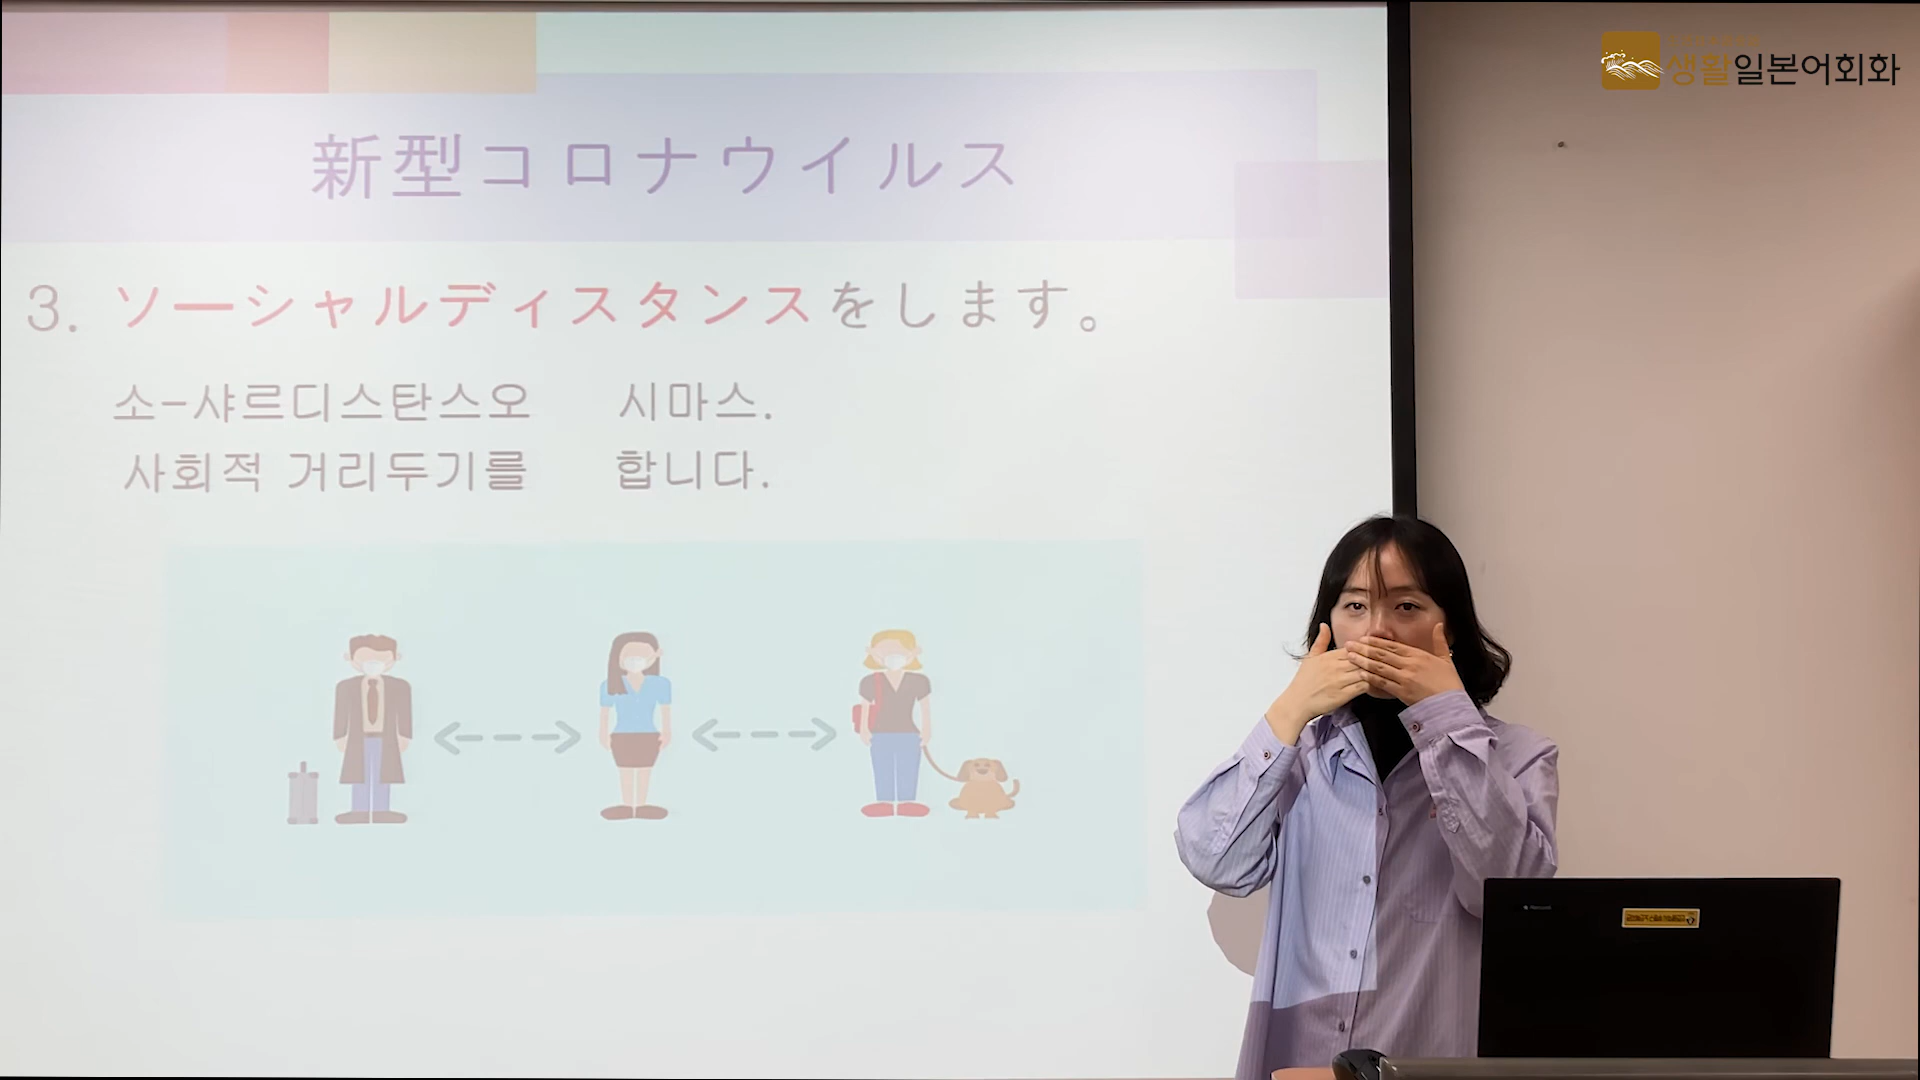 생활일본어회화
新型コロナウイルス
3. ソーシャルディスタンスをします。
소-샤르디스탄스오 시마스.
사회적 거리두기를 합니다.